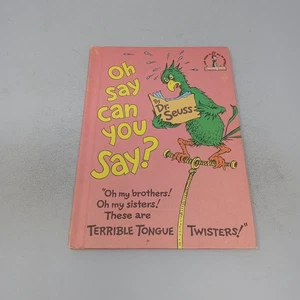 Oh
say
can
you
Say?
By
Dr.
Seuss
"Oh my brothers!
Oh my sisters!
These are
TERRIBLE TONGUE TWISTERS!"